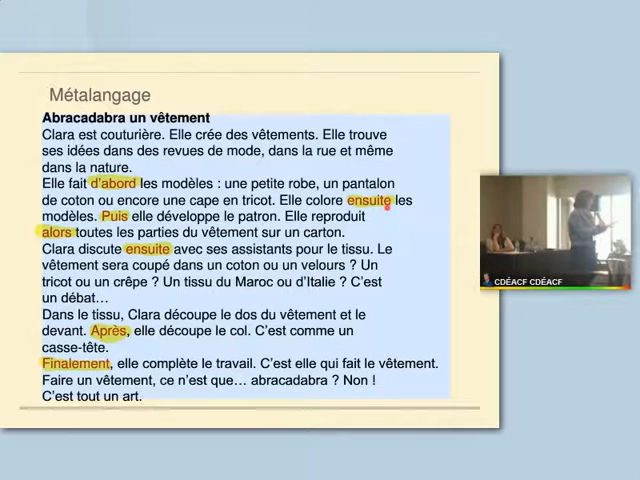 Métalangage
Abracadabra un vêtement
Clara est couturière. Elle crée des vêtements. Elle trouve
ses idées dans des revues de mode, dans la rue et même
dans la nature.
Elle fait d'abord les modèles : une petite robe, un pantalon
de coton ou encore une cape en tricot. Elle colore ensuite les
modèles. Puis elle développe le patron. Elle reproduit
alors toutes les parties du vêtement sur un carton.
Clara discute ensuite avec ses assistants pour le tissu. Le
vêtement sera coupé dans un coton ou un velours ? Un
tricot ou un crêpe ? Un tissu du Maroc ou d'Italie ? C'est
un débat…
Dans le tissu, Clara découpe le dos du vêtement et le
devant. Après, elle découpe le col. C'est comme un
casse-tête.
Finalement, elle complète le travail. C'est elle qui fait le vêtement.
Faire un vêtement, ce n'est que… abracadabra ? Non !
C'est tout un art.
CDÉACF CDÉACF